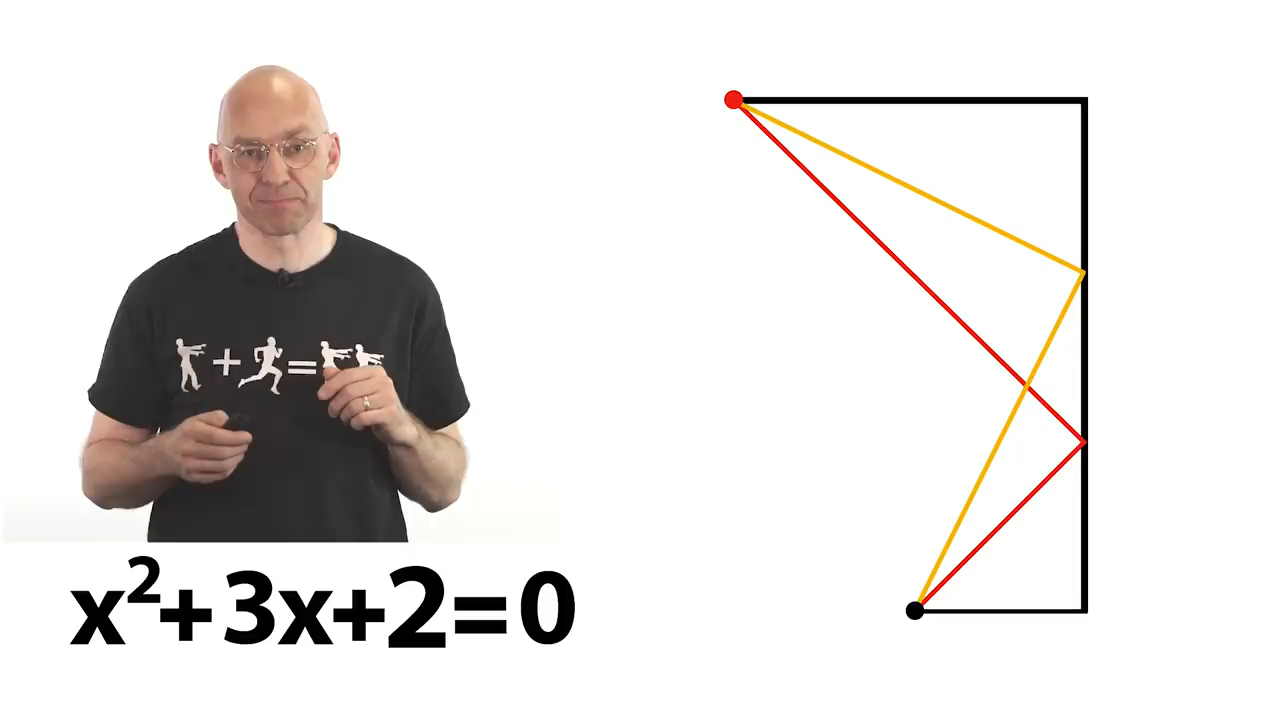 + =
x²+3x+2=0